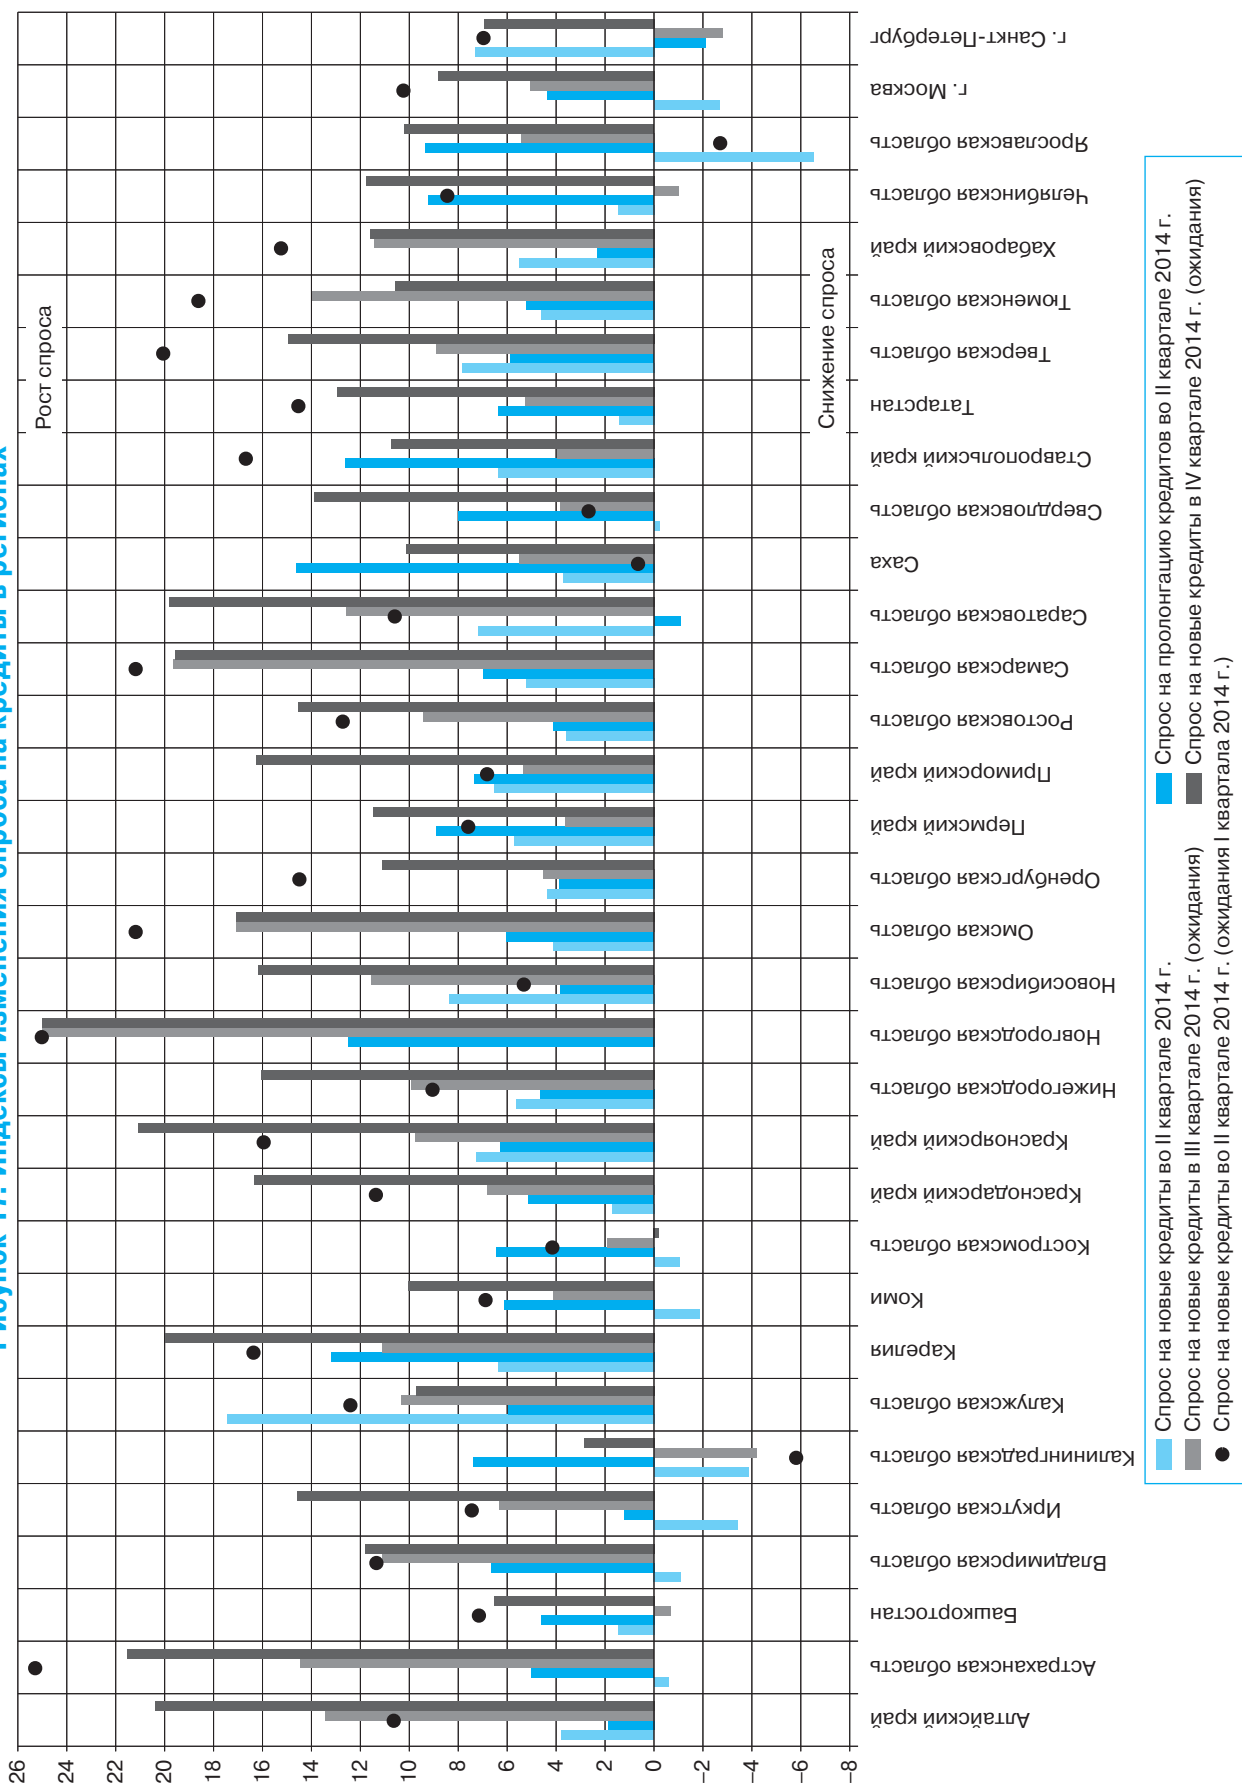 Рисунок 17. Индексы изменения спроса на кредиты в регионах
26
24
22
20
18
16
14
12
10
8
6
4
2
0
–2
–4
–6
–8
Рост спроса
Снижение спроса
Алтайский край
Астраханская область
Башкортостан
Владимирская область
Иркутская область
Калининградская область
Калужская область
Карелия
Коми
Костромская область
Краснодарский край
Красноярский край
Нижегородская область
Новгородская область
Новосибирская область
Омская область
Оренбургская область
Пермский край
Приморский край
Ростовская область
Самарская область
Саратовская область
Саха
Свердловская область
Ставропольский край
Татарстан
Тверская область
Тюменская область
Хабаровский край
Челябинская область
Ярославская область
г. Москва
г. Санкт-Петербург
Спрос на новые кредиты во II квартале 2014 г.
Спрос на пролонгацию кредитов во II квартале 2014 г.
Спрос на новые кредиты в III квартале 2014 г. (ожидания)
Спрос на новые кредиты в IV квартале 2014 г. (ожидания)
Спрос на новые кредиты во II квартале 2014 г. (ожидания I квартала 2014 г.)